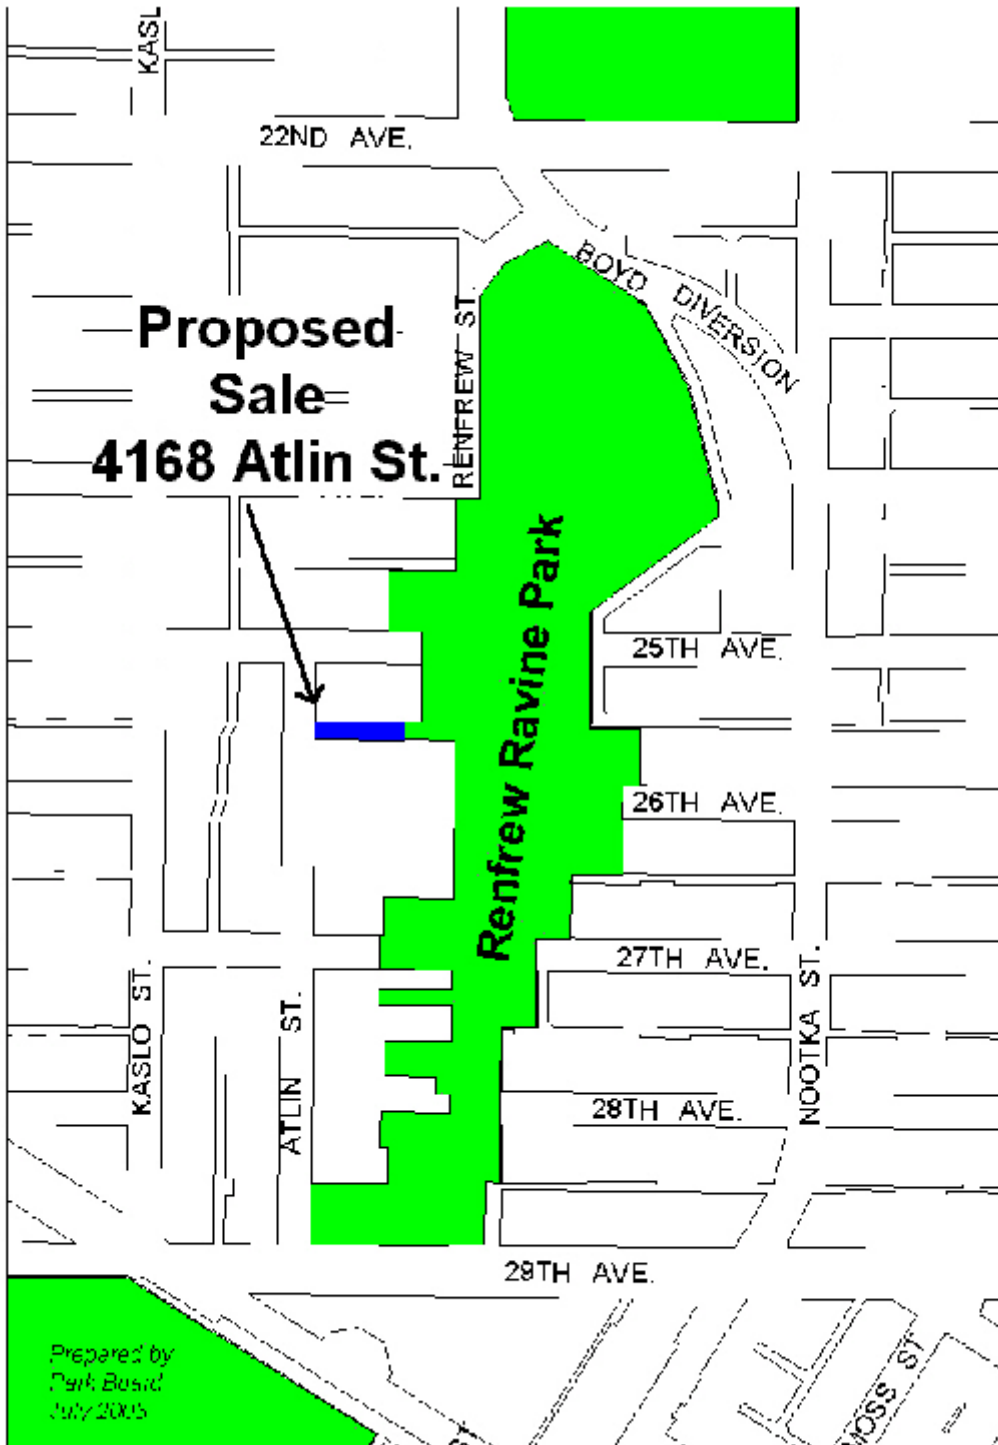 KASL
22ND AVE.
BOYD DIVERSION
Proposed
Sale
4168 Atlin St.
RENFREW ST.
Renfrew Ravine Park
25TH AVE.
26TH AVE.
27TH AVE.
KASLO ST.
ATLIN ST.
NOOTKA ST.
28TH AVE.
29TH AVE.
Prepared by
Park Board
July 2005
MOSS ST
ST